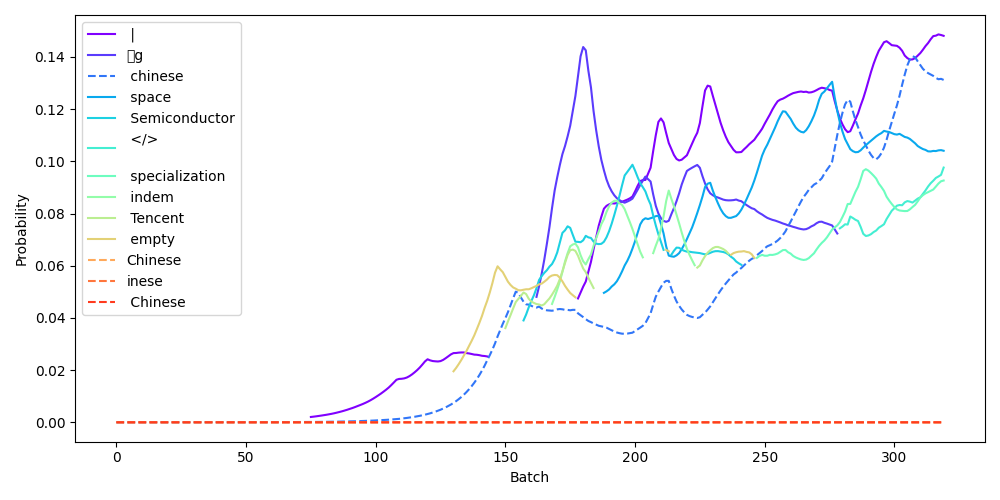 |
g
chinese
space
Semiconductor
</>
specialization
indem
Tencent
empty
Chinese
inese
Chinese
Probability
0.14
0.12
0.10
0.08
0.06
0.04
0.02
0.00
0
50
100
150
200
250
300
Batch